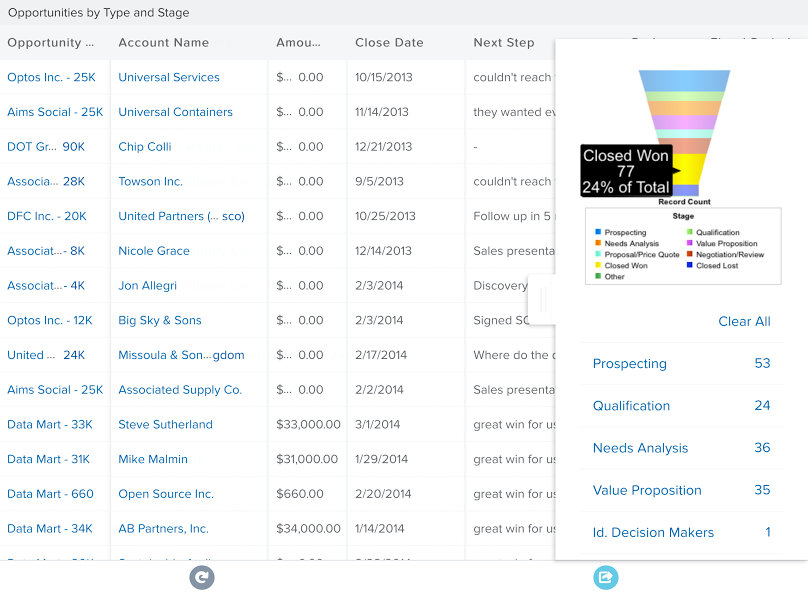 Opportunities by Type and Stage
Opportunity ... Account Name Amou... Close Date Next Step
Optos Inc. - 25K Universal Services $... 0.00 10/15/2013 couldn't reach
Aims Social - 25K Universal Containers $... 0.00 11/14/2013 they wanted
DOT Gr... 90K Chip Colli $... 0.00 12/21/2013 -
Associa... 28K Towson Inc. $... 0.00 9/5/2013 couldn't reach
DFC Inc. - 20K United Partners (... sco) $... 0.00 10/25/2013 Follow up in 5
Associat...- 8K Nicole Grace $... 0.00 12/14/2013 Sales presenta
Associat...- 4K Jon Allegri $... 0.00 2/3/2014 Discovery
Optos Inc. - 12K Big Sky & Sons $... 0.00 2/3/2014 Signed
United ... 24K Missoula & Son...gdom $... 0.00 2/17/2014 Where do the
Aims Social - 25K Associated Supply Co. $... 0.00 2/2/2014 Sales presenta
Data Mart - 33K Steve Sutherland $33,000.00 3/1/2014 great win for us
Data Mart - 31K Mike Malmin $31,000.00 1/29/2014 great win for us
Data Mart - 660 Open Source Inc. $660.00 2/20/2014 great win for us
Data Mart - 34K AB Partners, Inc. $34,000.00 1/14/2014 great win for us
Closed Won
77
24% of Total
Record Count
Stage
Prospecting Qualification
Needs Analysis Value Proposition
Proposal/Price Quote Negotiation/Review
Closed Won Closed Lost
Other
Clear All
Prospecting 53
Qualification 24
Needs Analysis 36
Value Proposition 35
Id. Decision Makers 1